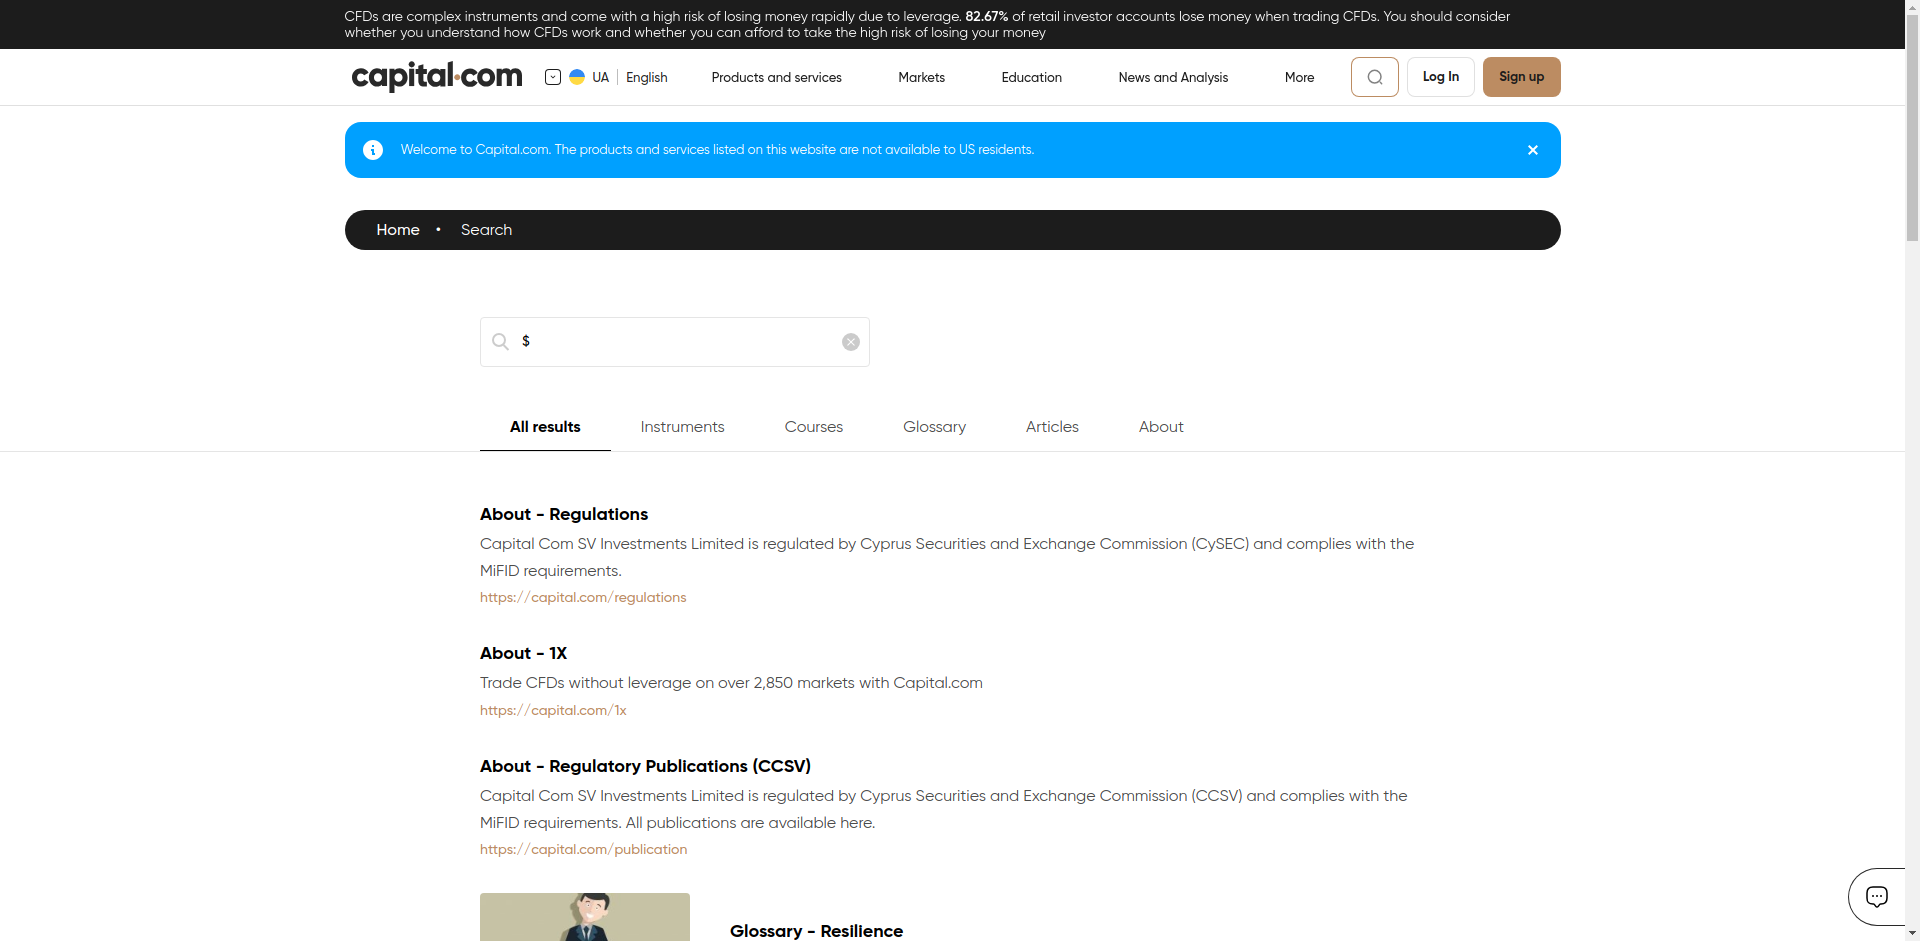 CFDs are complex instruments and come with a high risk of losing money rapidly due to leverage. 82.67% of retail investor accounts lose money when trading CFDs. You should consider
whether you understand how CFDs work and whether you can afford to take the high risk of losing your money
capital.com UA English Products and services Markets Education News and Analysis More Log In Sign up
Welcome to Capital.com. The products and services listed on this website are not available to US residents.
Home • Search
$
All results Instruments Courses Glossary Articles About
About - Regulations
Capital Com SV Investments Limited is regulated by Cyprus Securities and Exchange Commission (CySEC) and complies with the
MiFID requirements.
https://capital.com/regulations
About - 1X
Trade CFDs without leverage on over 2,850 markets with Capital.com
https://capital.com/1x
About - Regulatory Publications (CCSV)
Capital Com SV Investments Limited is regulated by Cyprus Securities and Exchange Commission (CCSV) and complies with the
MiFID requirements. All publications are available here.
https://capital.com/publication
Glossary - Resilience